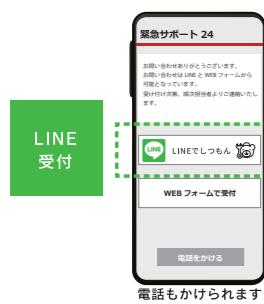 緊急サポート 24
お問い合わせありがとうございます。
お問い合わせは LINE と WEB フォームから
可能となっています。
受け付け次第、順次担当者よりご連絡いたし
ます。
LINE
受付
LINE
LINEでしつもん
WEB フォームで受付
電話をかける
電話もかけられます